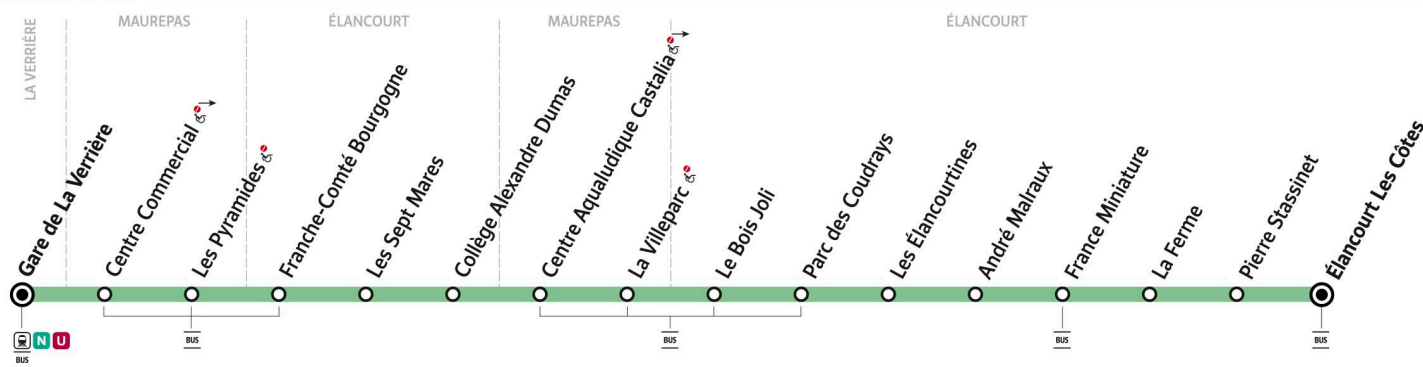 LA VERRIÈRE
MAUREPAS
ÉLANCOURT
MAUREPAS
ÉLANCOURT
Gare de La Verrière
Centre Commercial
Les Pyramides
Franche-Comté Bourgogne
Les Sept Mares
Collège Alexandre Dumas
Centre Aqualudique Castalia
La Villeparc
Le Bois Joli
Parc des Coudrays
Les Élancourtines
André Malraux
France Miniature
La Ferme
Pierre Stassinet
Élancourt Les Côtes
N U
BUS
BUS
BUS
BUS
BUS